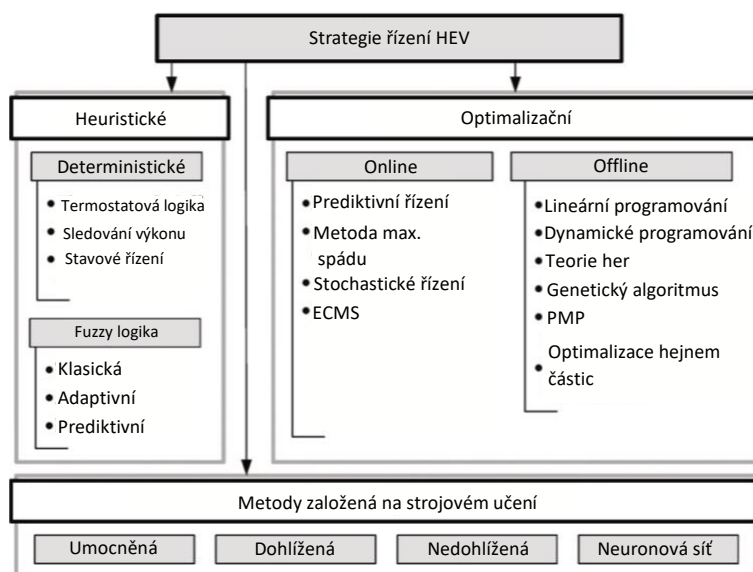 Strategie řízení HEV
Heuristické
Deterministické
Termostatová logika
Sledování výkonu
Stavové řízení
Fuzzy logika
Klasická
Adaptivní
Prediktivní
Optimalizační
Online
Prediktivní řízení
Metoda max.
spádu
Stochastické řízení
ECMS
Offline
Lineární programování
Dynamické programování
Teorie her
Genetický algoritmus
PMP
Optimalizace hejnem
částic
Metody založená na strojovém učení
Umocněná
Dohlížená
Nedohlížená
Neuronová síť